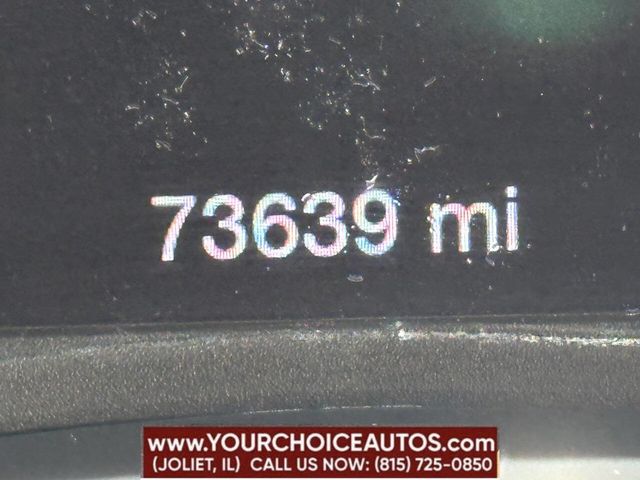 73639 mi
www.YOURCHOICEAUTOS.com
(JOLIET, IL) CALL US NOW: (815) 725-0850